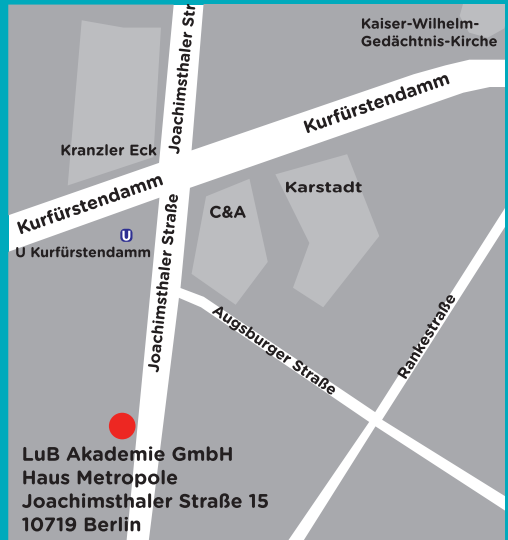 Joachimsthaler Str
Kaiser-Wilhelm-
Gedächtnis-Kirche
Kurfürstendamm
Kranzler Eck
Karstadt
Kurfürstendamm
C&A
U
U Kurfürstendamm
Joachimsthaler Straße
Augsburger Straße
Rankestraße
LuB Akademie GmbH
Haus Metropole
Joachimsthaler Straße 15
10719 Berlin